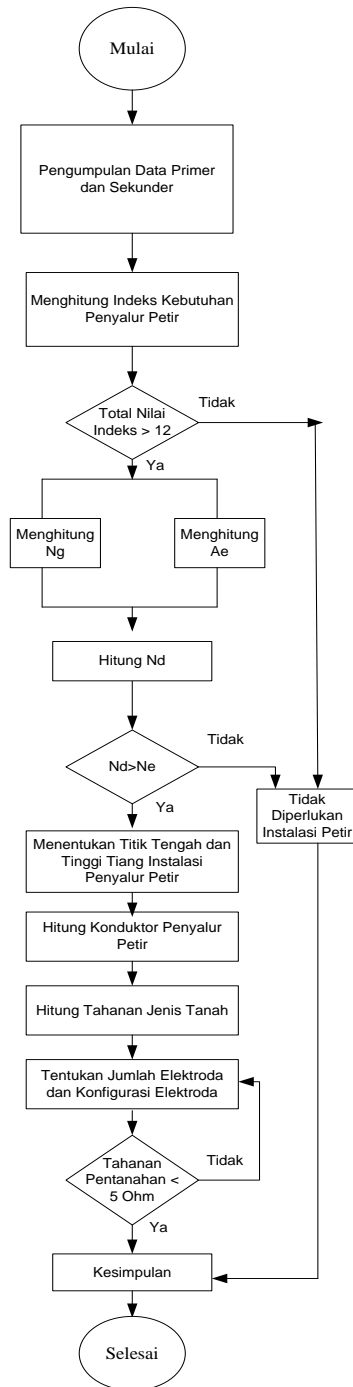 Mulai
Pengumpulan Data Primer
dan Sekunder
Menghitung Indeks Kebutuhan
Penyalur Petir
Total Nilai
Indeks > 12
Tidak
Ya
Menghitung
Ng
Menghitung
Ae
Hitung Nd
Nd>Ne
Tidak
Ya
Tidak
Diperlukan
Instalasi Petir
Menentukan Titik Tengah dan
Tinggi Tiang Instalasi
Penyalur Petir
Hitung Konduktor Penyalur
Petir
Hitung Tahanan Jenis Tanah
Tentukan Jumlah Elektroda
dan Konfigurasi Elektroda
Tahanan
Pentanahan <
5 Ohm
Tidak
Ya
Kesimpulan
Selesai